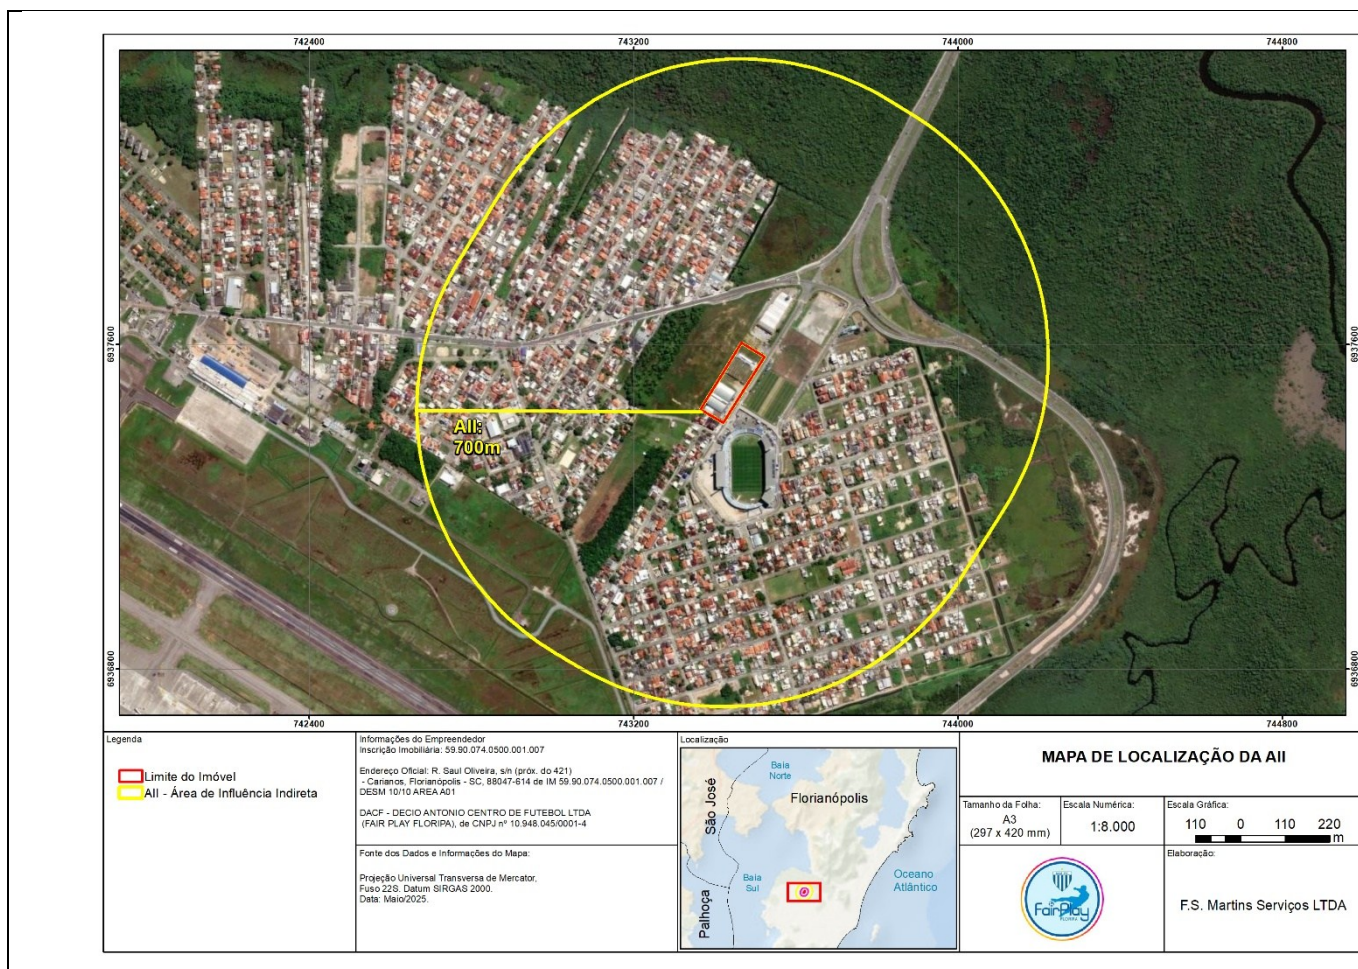 742400
743200
744000
744800
6937600
6937600
AII:
700m
6936800
6936800
742400
743200
744000
744800
Legenda
Limite do Imóvel
AII - Área de Influência Indireta
Informações do Empreendedor
Inscrição Imobiliária: 59.90.074.0500.001.007
Endereço Oficial: R. Saul Oliveira, s/n (próx. do 421)
- Carianos, Florianópolis - SC, 88047-614 de IM 59.90.074.0500.001.007 /
DESM 10/10 AREA A01
DACF - DECIO ANTONIO CENTRO DE FUTEBOL LTDA
(FAIR PLAY FLORIPA), de CNPJ nº 10.948.045/0001-4
Fonte dos Dados e Informações do Mapa:
Projeção Universal Transversa de Mercator,
Fuso 22S. Datum SIRGAS 2000.
Data: Maio/2025.
Localização
Baia
Norte
São José
Florianópolis
Baia
Sul
Oceano
Atlântico
Palhoça
MAPA DE LOCALIZAÇÃO DA AII
Tamanho da Folha:
A3
(297 x 420 mm)
Escala Numérica:
1:8.000
Escala Gráfica:
110 0 110 220
m
FairPlay
FLORIPA
Elaboração:
F.S. Martins Serviços LTDA